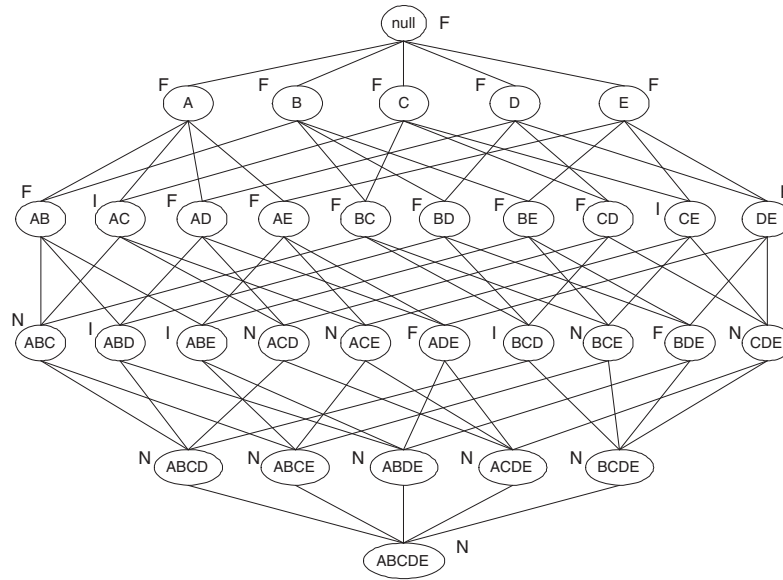 null F
F F F F F
A B C D E
F I F F F F F F I F
AB AC AD AE BC BD BE CD CE DE
N I I N N F I N F N
ABC ABD ABE ACD ACE ADE BCD BCE BDE CDE
N N N N N
ABCD ABCE ABDE ACDE BCDE
ABCDE N